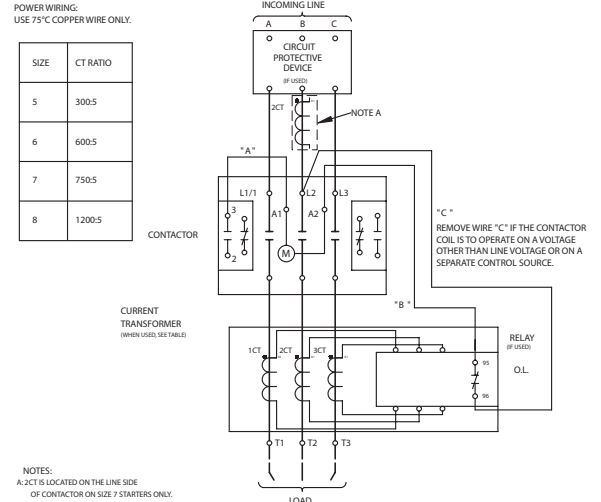 POWER WIRING:
USE 75°C COPPER WIRE ONLY.
SIZE CT RATIO
5 300:5
6 600:5
7 750:5
8 1200:5
INCOMING LINE
A B C
CIRCUIT
PROTECTIVE
DEVICE
(IF USED)
2CT
NOTE A
"A"
L1/1 L2 L3
3
A1 A2
2
M
CONTACTOR
"C"
REMOVE WIRE "C" IF THE CONTACTOR
COIL IS TO OPERATE ON A VOLTAGE
OTHER THAN LINE VOLTAGE OR ON A
SEPARATE CONTROL SOURCE.
"B"
CURRENT
TRANSFORMER
(WHEN USED, SEE TABLE)
1CT 2CT 3CT
RELAY
(IF USED)
O.L.
95
96
T1 T2 T3
LOAD
NOTES:
A: 2CT IS LOCATED ON THE LINE SIDE
OF CONTACTOR ON SIZE 7 STARTERS ONLY.